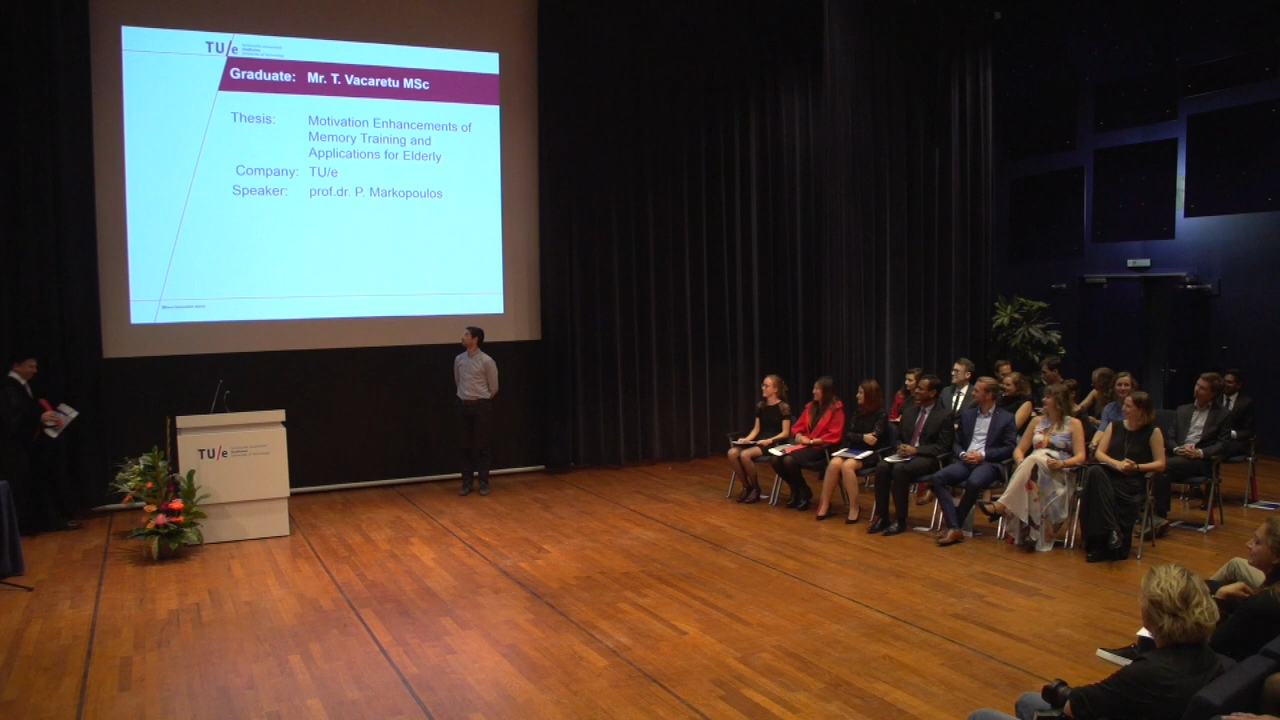 TU/e
Graduate: Mr. T. Vacaretu MSc
Thesis: Motivation Enhancements of
Memory Training and
Applications for Elderly
Company: TU/e
Speaker: prof.dr. P. Markopoulos
TU/e